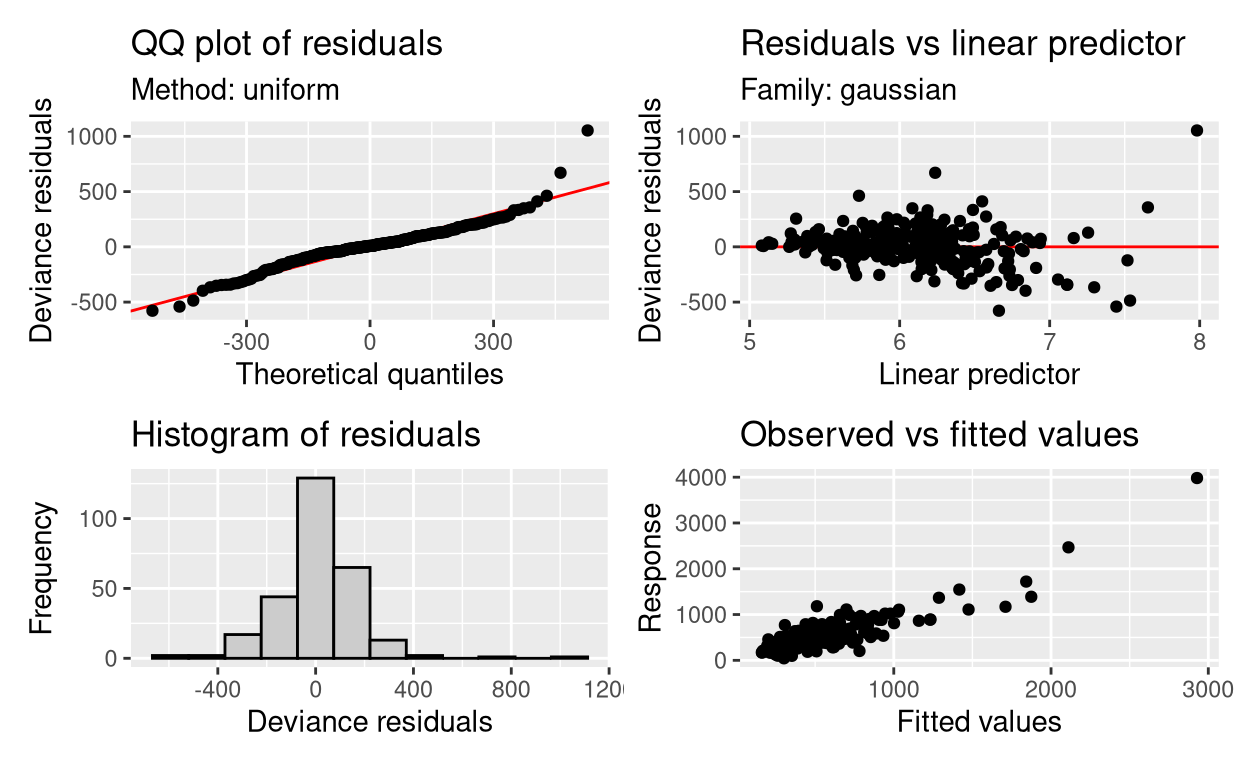 QQ plot of residuals
Method: uniform
Deviance residuals
1000
500
0
-500
-300
0
300
Theoretical quantiles
Residuals vs linear predictor
Family: gaussian
Deviance residuals
1000
500
0
-500
5
6
7
8
Linear predictor
Histogram of residuals
Frequency
100
50
0
-400
0
400
800
120
Deviance residuals
Observed vs fitted values
Response
4000
3000
2000
1000
0
1000
2000
3000
Fitted values